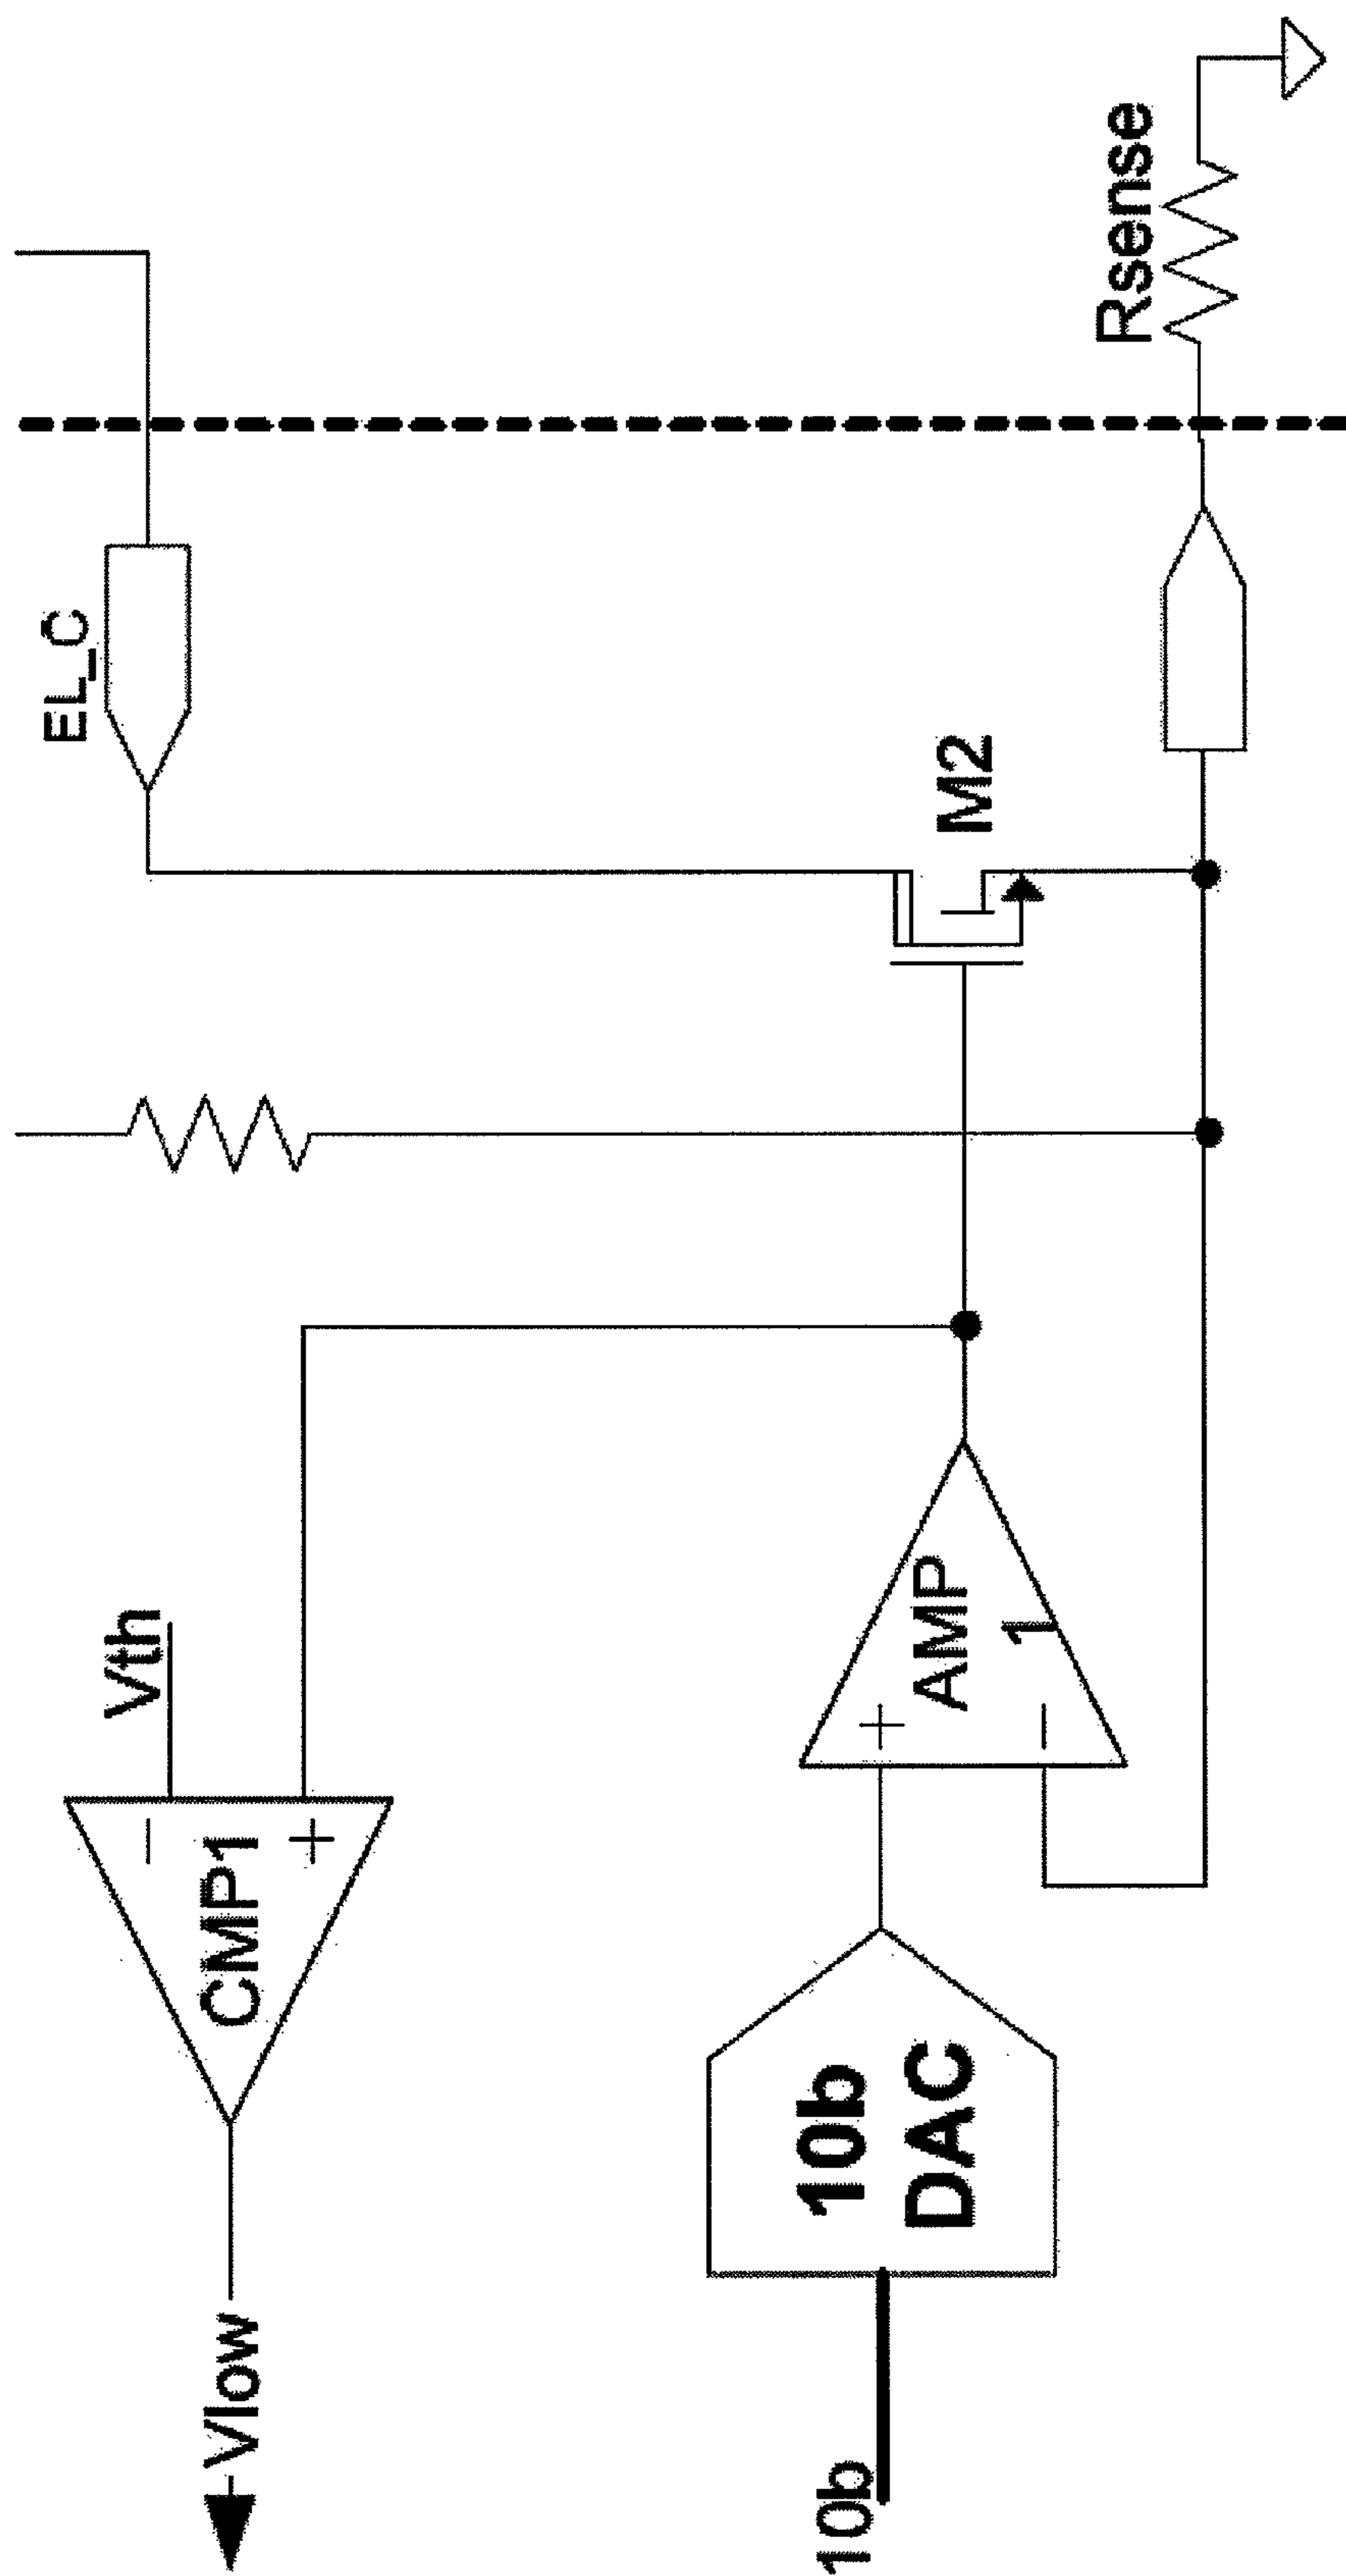 Vlow
CMP1
−
+
Vth
EL_C
10b
10b
DAC
+
−
AMP
1
M2
Rsense